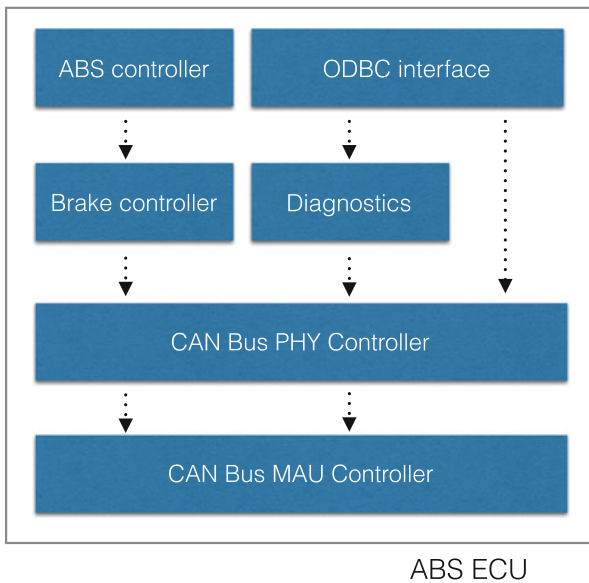 ABS controller
ODBC interface
Brake controller
Diagnostics
CAN Bus PHY Controller
CAN Bus MAU Controller
ABS ECU